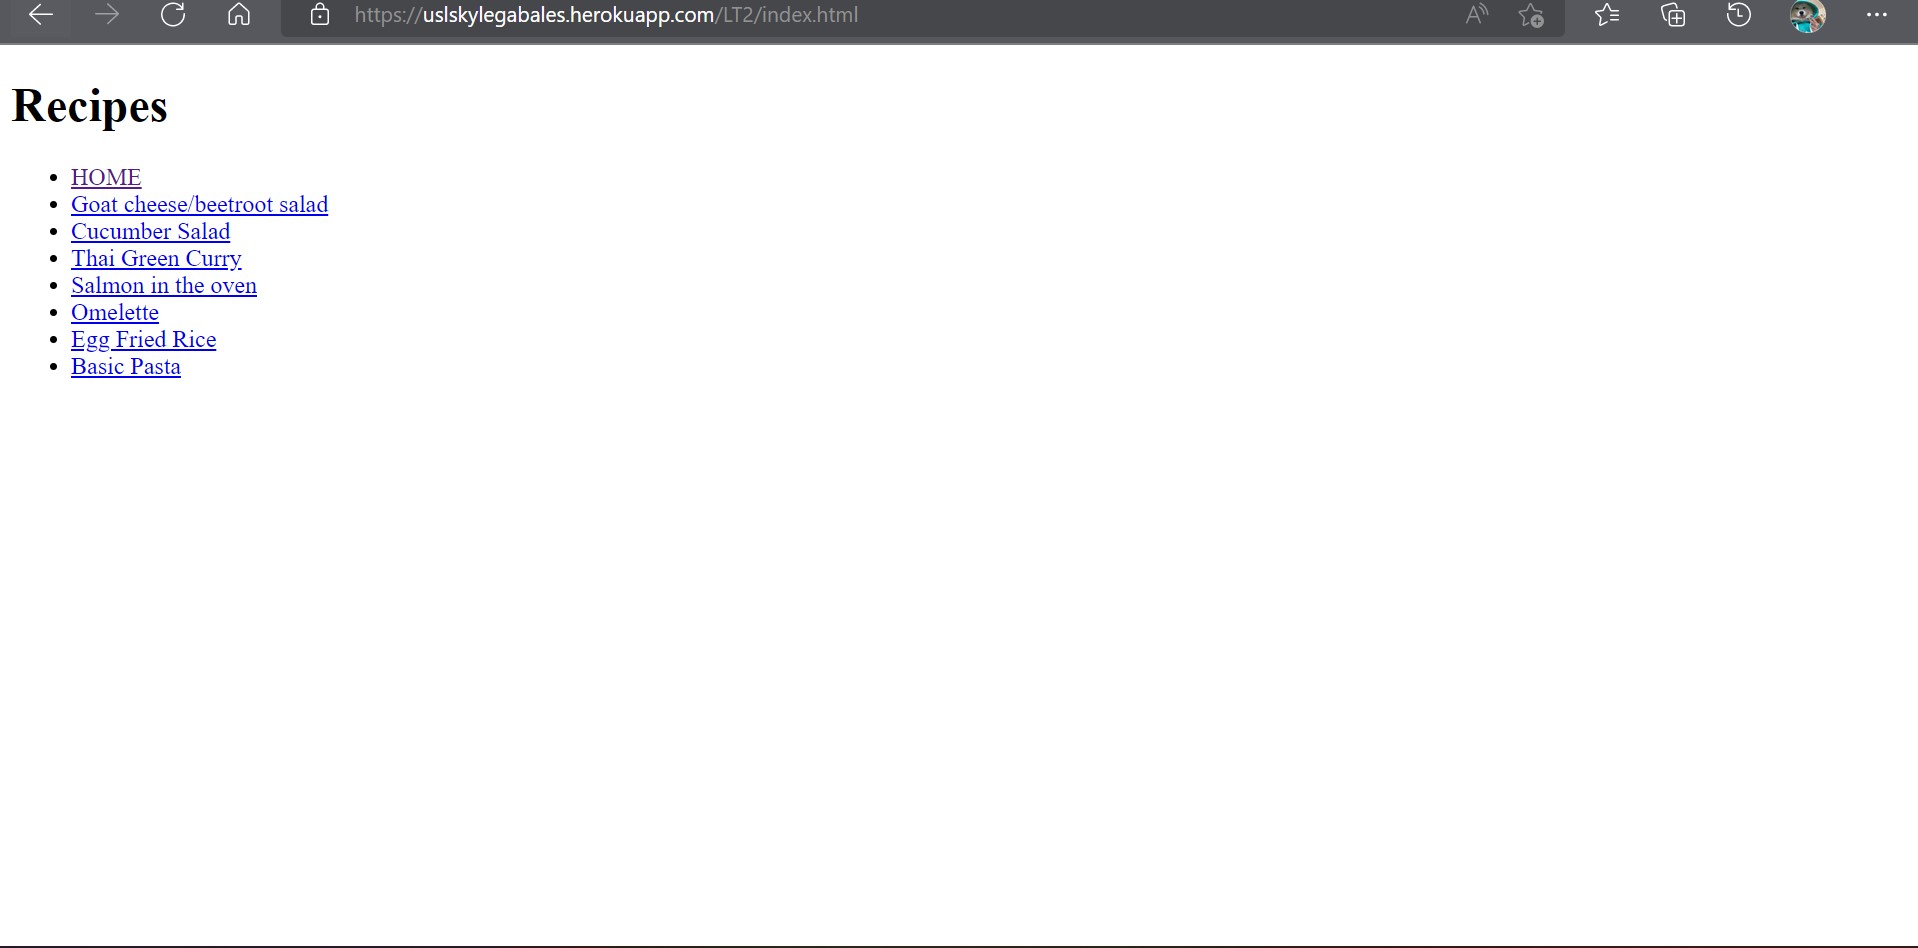 https://uslskylegabales.herokuapp.com/LT2/index.html
Recipes
HOME
Goat cheese/beetroot salad
Cucumber Salad
Thai Green Curry
Salmon in the oven
Omelette
Egg Fried Rice
Basic Pasta